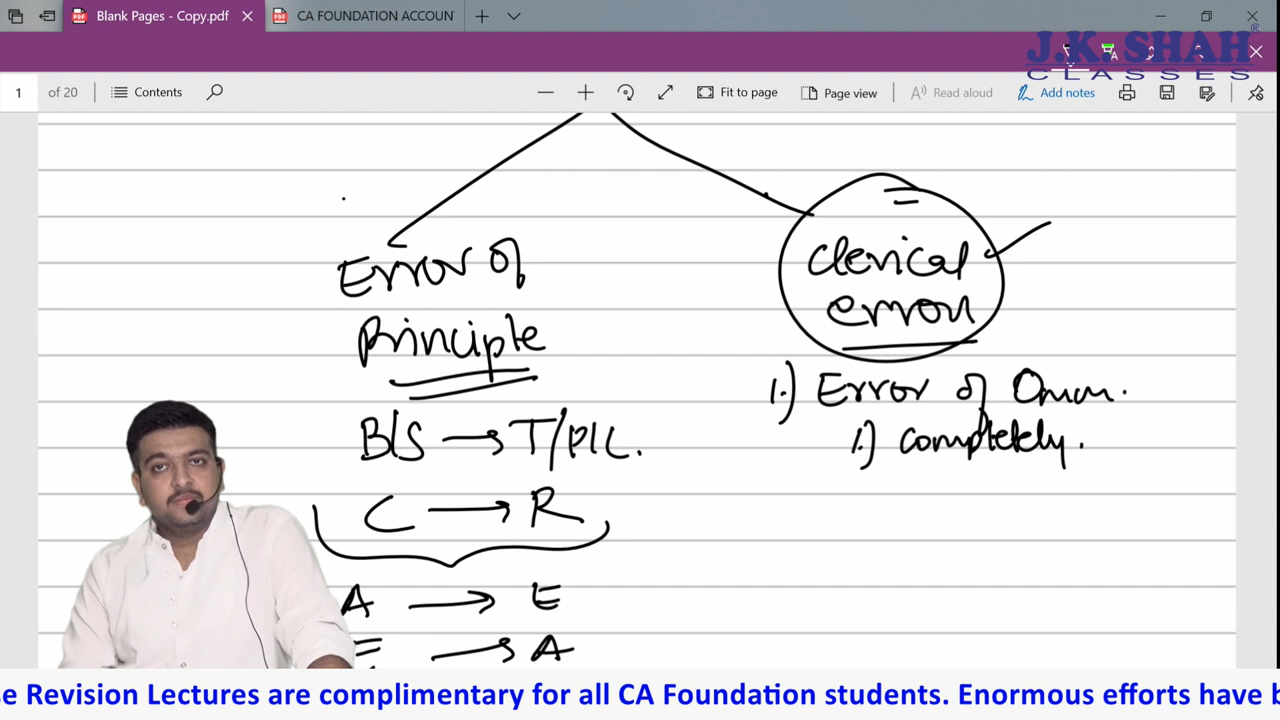 Blank Pages - Copy.pdf
CA FOUNDATION ACCOUN
J.K. SHAH®
CLASSES
1 of 20
Contents
Fit to page
Page view
Read aloud
Add notes
Error of
Principle
B/S → T/P/L.
C → R
A → E
E → A
Clerical
error
1.) Error of Omm.
1.) completely.
se Revision Lectures are complimentary for all CA Foundation students. Enormous efforts have b